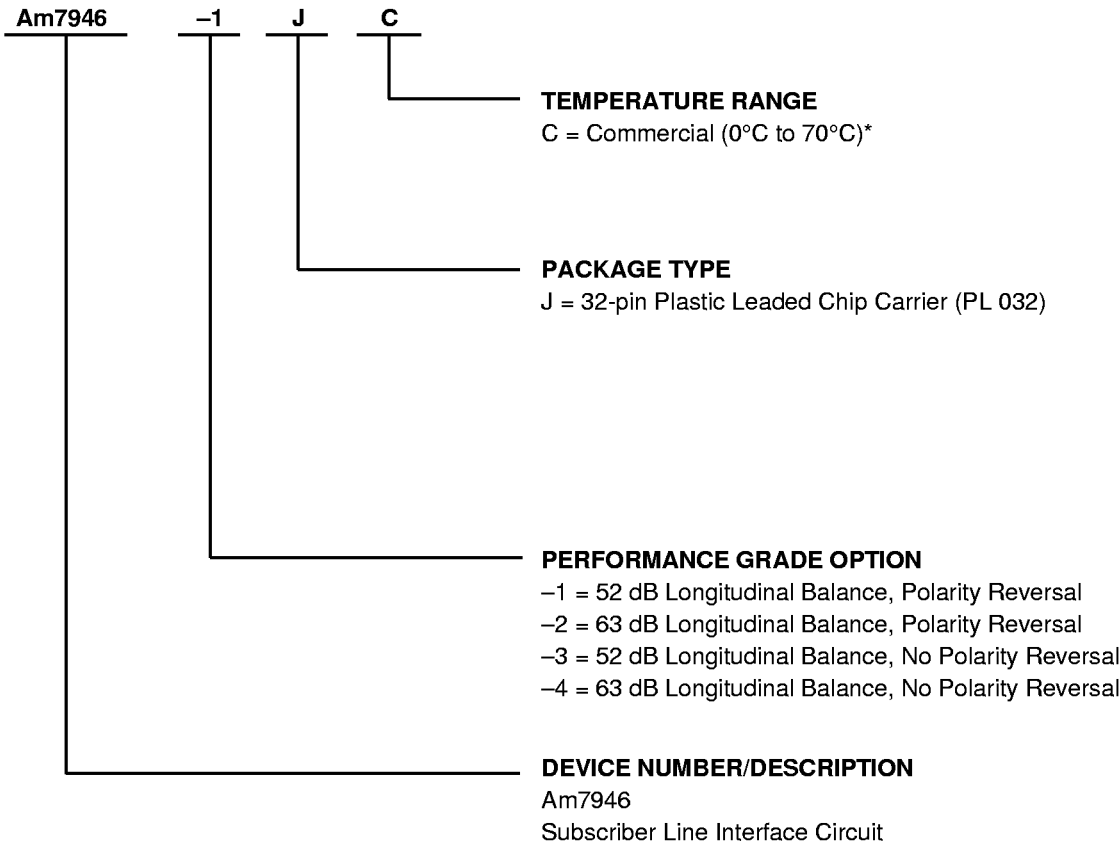 Am7946 –1 J C
TEMPERATURE RANGE
C = Commercial (0°C to 70°C)*
PACKAGE TYPE
J = 32-pin Plastic Leaded Chip Carrier (PL 032)
PERFORMANCE GRADE OPTION
–1 = 52 dB Longitudinal Balance, Polarity Reversal
–2 = 63 dB Longitudinal Balance, Polarity Reversal
–3 = 52 dB Longitudinal Balance, No Polarity Reversal
–4 = 63 dB Longitudinal Balance, No Polarity Reversal
DEVICE NUMBER/DESCRIPTION
Am7946
Subscriber Line Interface Circuit